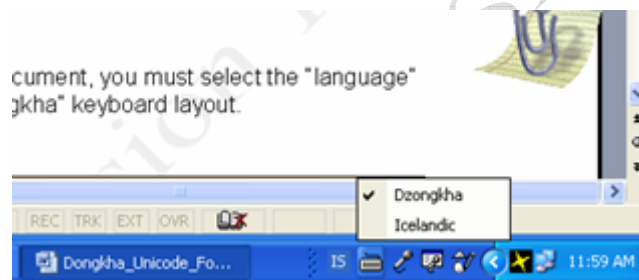 cument, you must select the "language"
gkha" keyboard layout.
Dzongkha
Icelandic
REC TRK EXT OVR
Dongkha_Unicode_Fo...
IS
11:59 AM